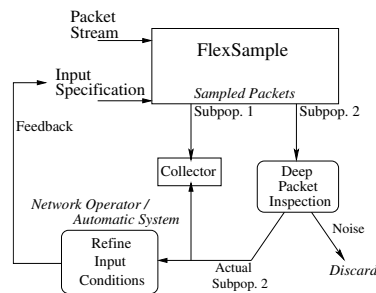 Packet
Stream
FlexSample
Input
Specification
Sampled Packets
Subpop. 1
Subpop. 2
Feedback
Collector
Deep
Packet
Inspection
Network Operator /
Automatic System
Noise
Refine
Input
Conditions
Actual
Subpop. 2
Discard